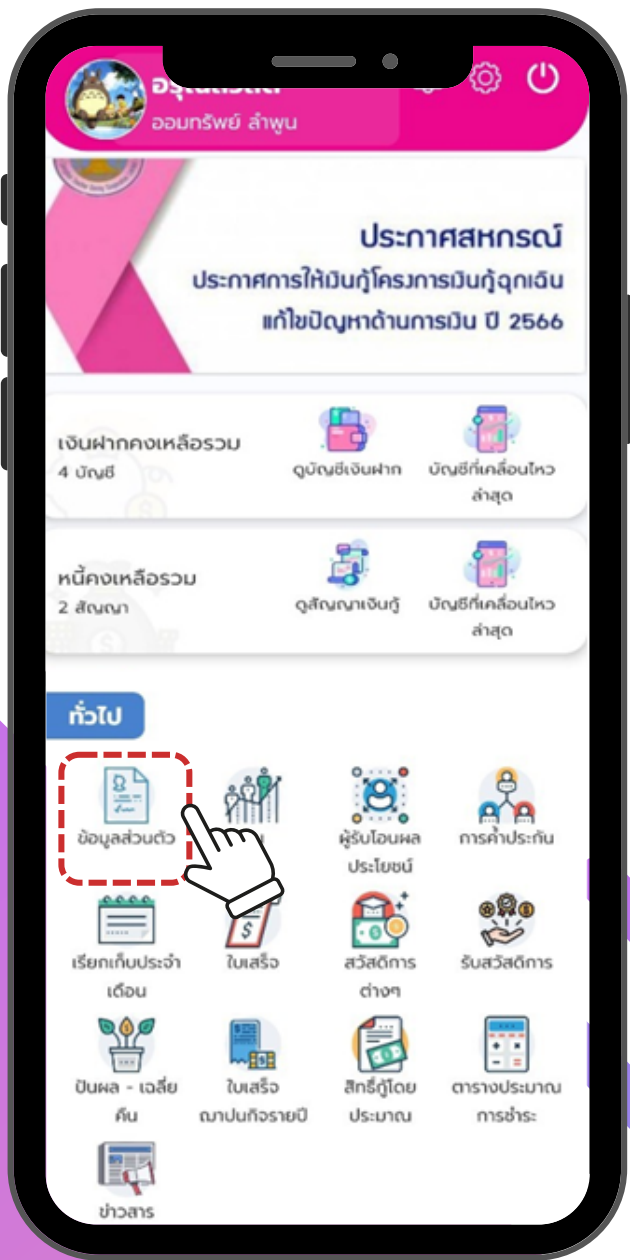 อรุณสวัสดิ์
ออมทรัพย์ ลำพูน
ประกาศสหกรณ์
ประกาศการให้เงินกู้โครงการเงินกู้ฉุกเฉิน
แก้ไขปัญหาด้านการเงิน ปี 2566
เงินฝากคงเหลือรวม
4 บัญชี
ดูบัญชีเงินฝาก
บัญชีที่เคลื่อนไหว
ล่าสุด
หนี้คงเหลือรวม
2 สัญญา
ดูสัญญาเงินกู้
บัญชีที่เคลื่อนไหว
ล่าสุด
ทั่วไป
ข้อมูลส่วนตัว
ผู้รับโอนผล
ประโยชน์
การค้ำประกัน
เรียกเก็บประจำ
เดือน
ใบเสร็จ
สวัสดิการ
ต่างๆ
รับสวัสดิการ
ปันผล - เฉลี่ย
คืน
ใบเสร็จ
ฌาปนกิจรายปี
สิทธิ์กู้โดย
ประมาณ
ตารางประมาณ
การชำระ
ข่าวสาร